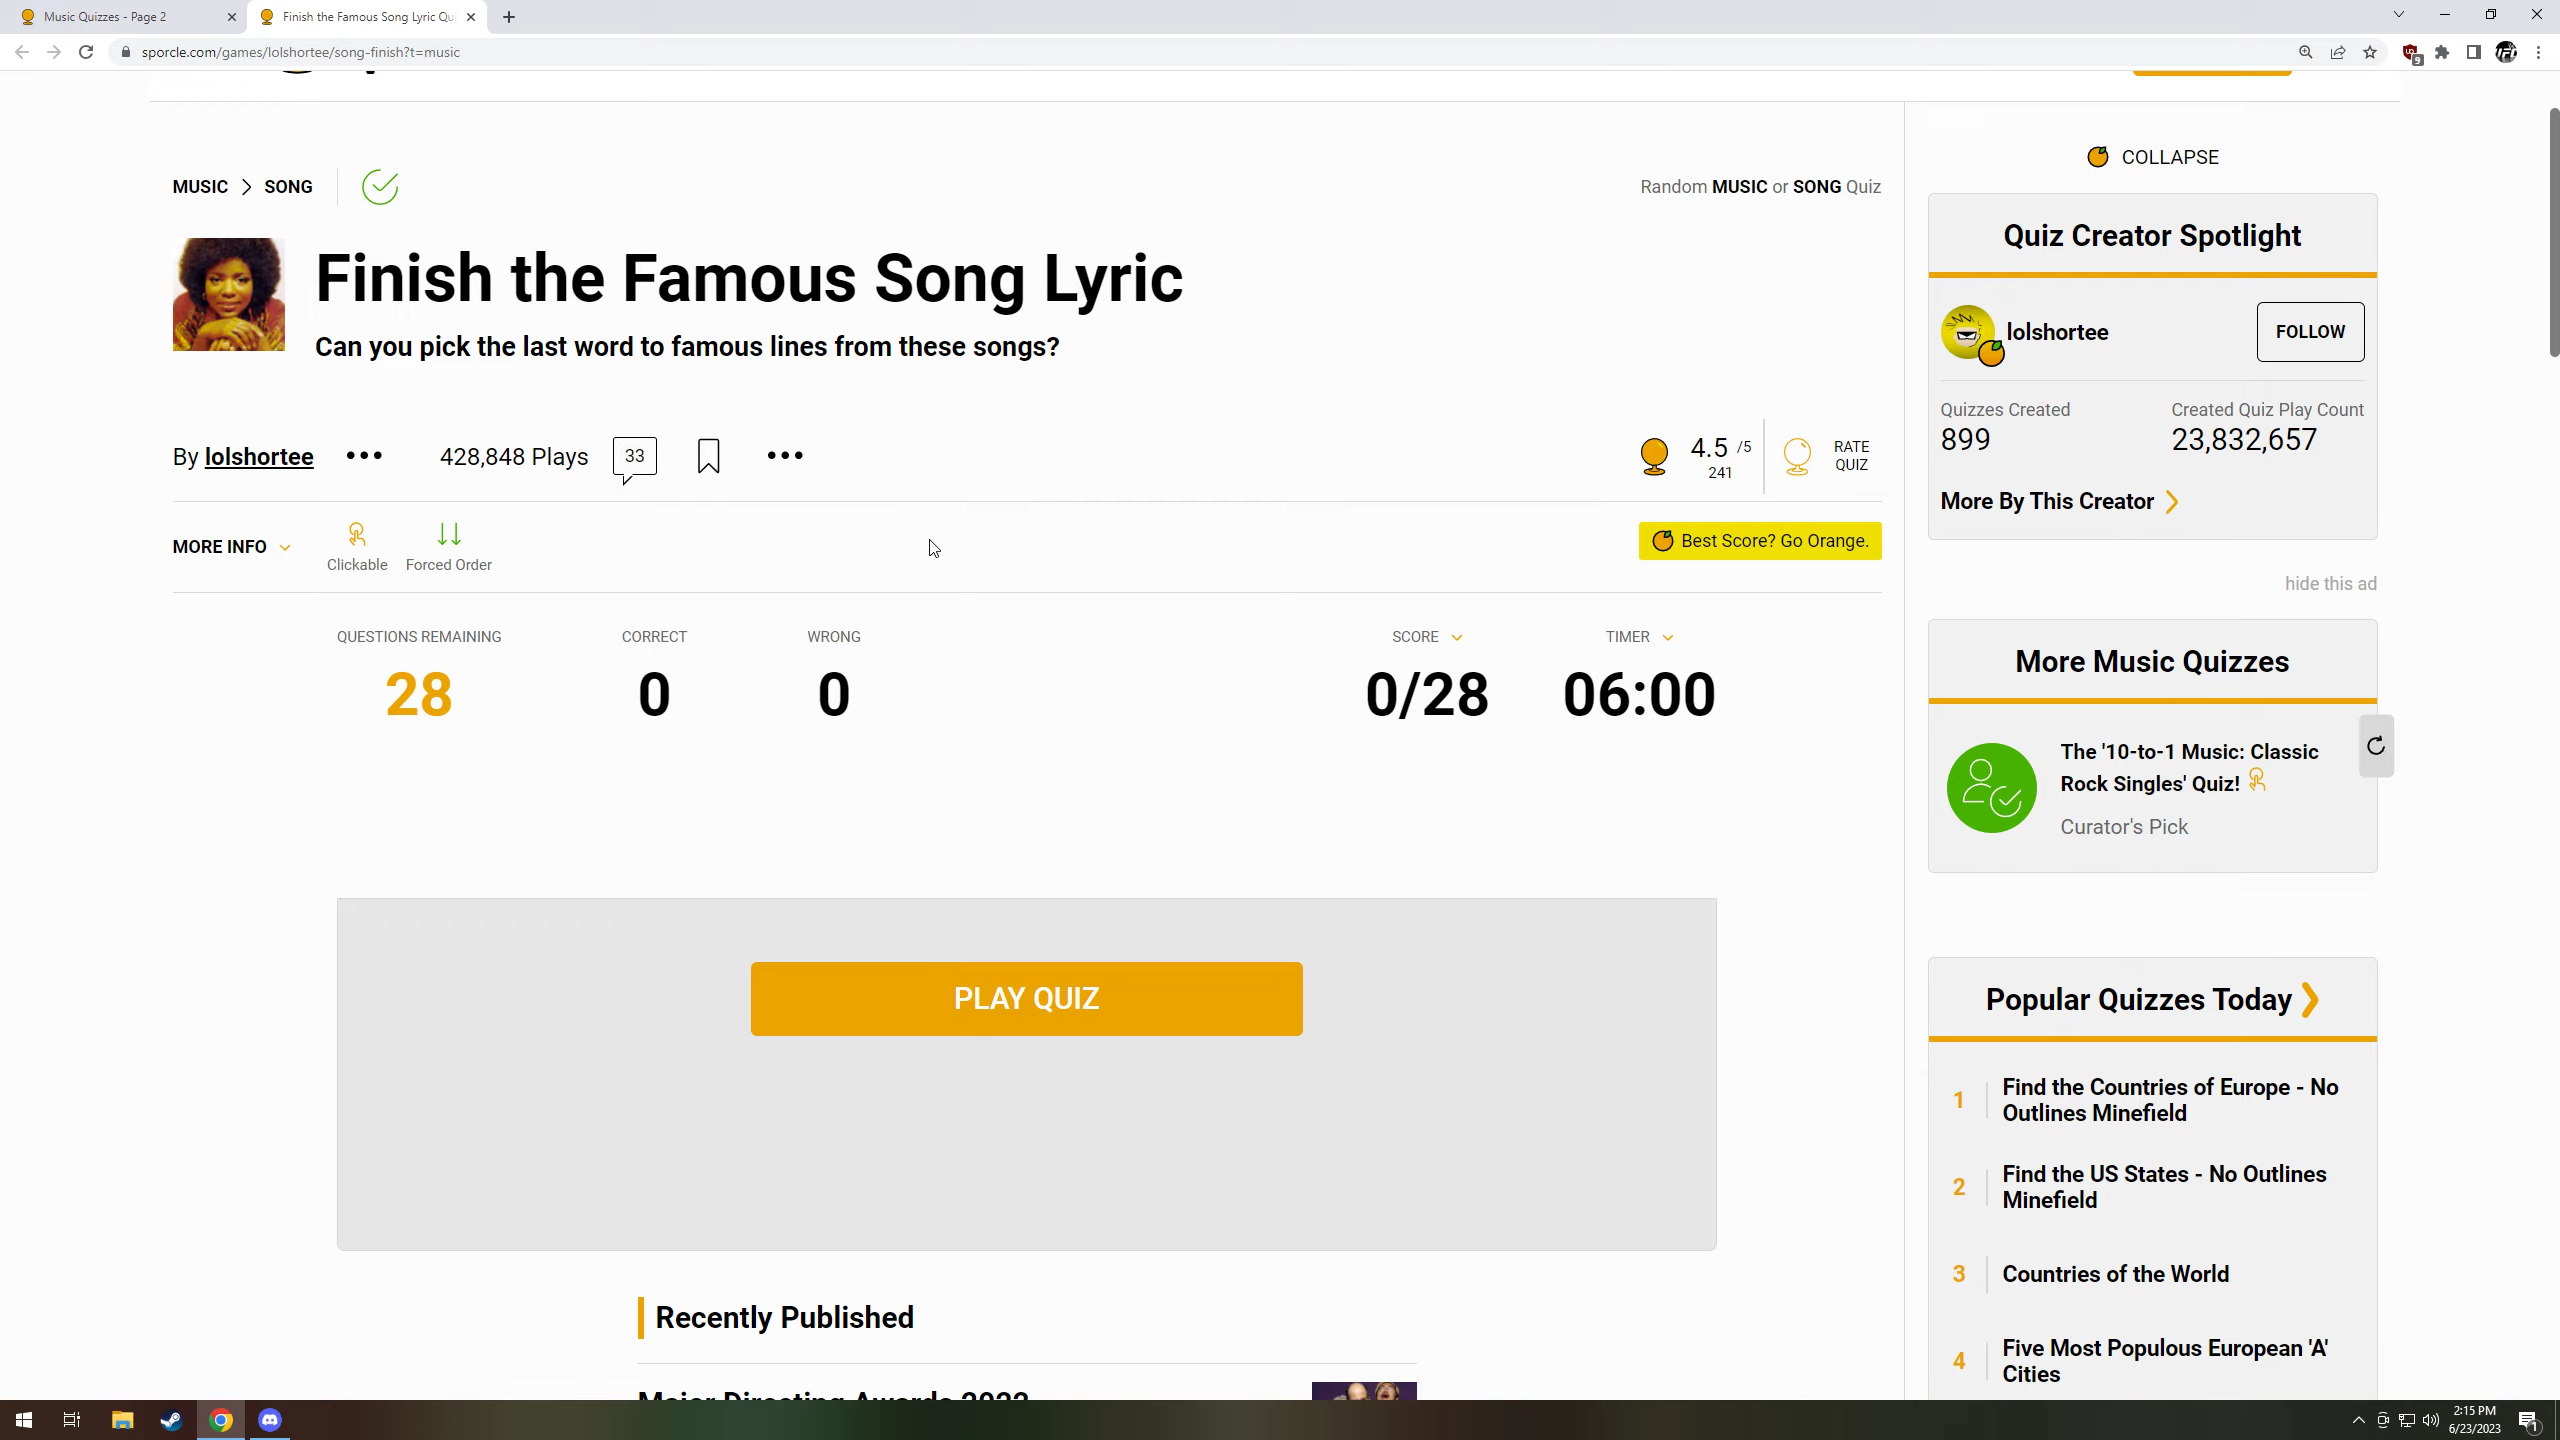 Music Quizzes - Page 2
Finish the Famous Song Lyric Qui
sporcle.com/games/lolshortee/song-finish?t=music
9
MUSIC
SONG
Random MUSIC or SONG Quiz
Finish the Famous Song Lyric
Can you pick the last word to famous lines from these songs?
By lolshortee
428,848 Plays
33
4.5 /5
241
RATE
QUIZ
MORE INFO
Clickable
Forced Order
Best Score? Go Orange.
QUESTIONS REMAINING
28
CORRECT
0
WRONG
0
SCORE
0/28
TIMER
06:00
PLAY QUIZ
Recently Published
Major Directing Awards 2023
COLLAPSE
Quiz Creator Spotlight
lolshortee
FOLLOW
Quizzes Created
899
Created Quiz Play Count
23,832,657
More By This Creator
hide this ad
More Music Quizzes
The '10-to-1 Music: Classic
Rock Singles' Quiz!
Curator's Pick
Popular Quizzes Today
1
Find the Countries of Europe - No
Outlines Minefield
2
Find the US States - No Outlines
Minefield
3
Countries of the World
4
Five Most Populous European 'A'
Cities
2:15 PM
6/23/2023
1